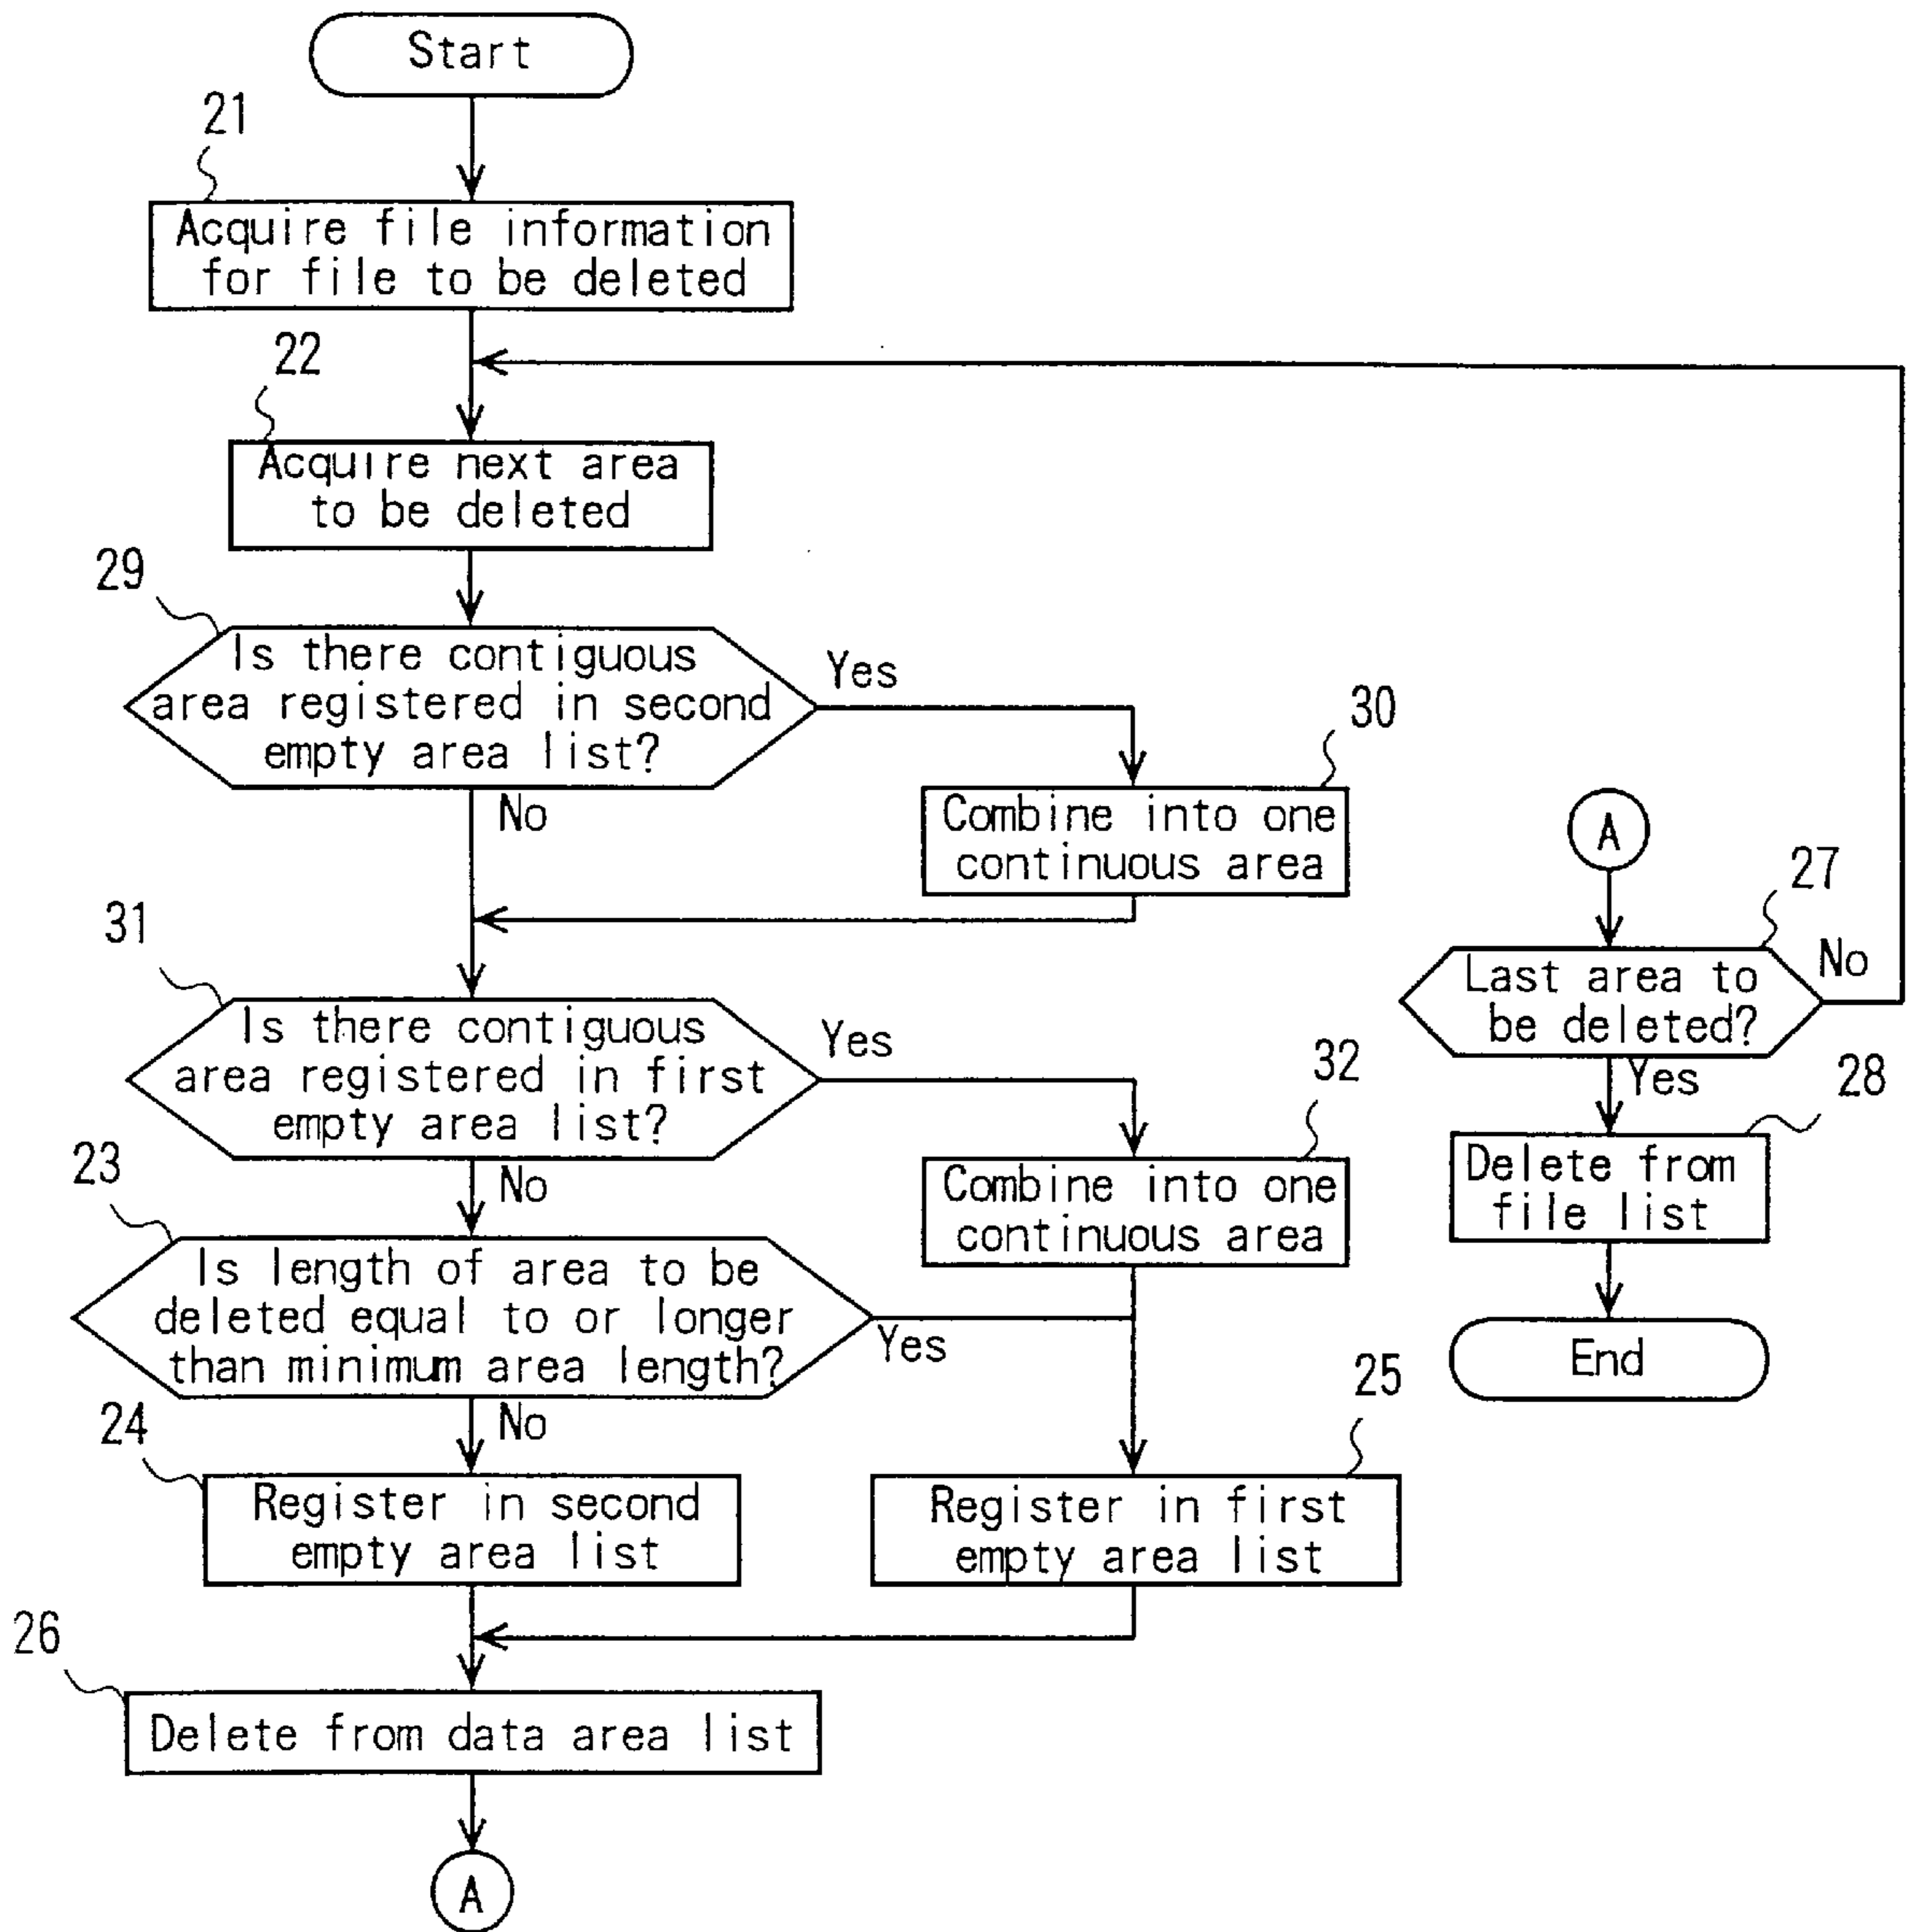 Start
21
Acquire file information
for file to be deleted
22
Acquire next area
to be deleted
29
Is there contiguous
area registered in second
empty area list?
Yes
No
30
Combine into one
continuous area
31
Is there contiguous
area registered in first
empty area list?
Yes
No
32
Combine into one
continuous area
23
Is length of area to be
deleted equal to or longer
than minimum area length?
Yes
No
24
Register in second
empty area list
25
Register in first
empty area list
26
Delete from data area list
A
A
27
Last area to
be deleted?
No
Yes
28
Delete from
file list
End